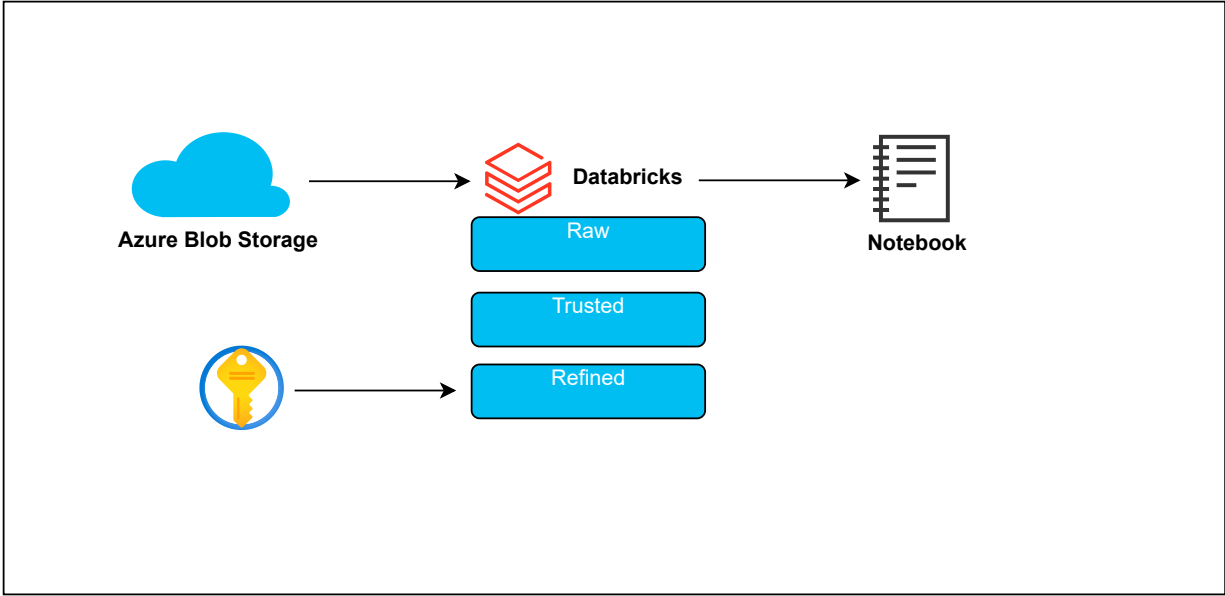 Databricks
Raw
Azure Blob Storage
Notebook
Trusted
Refined